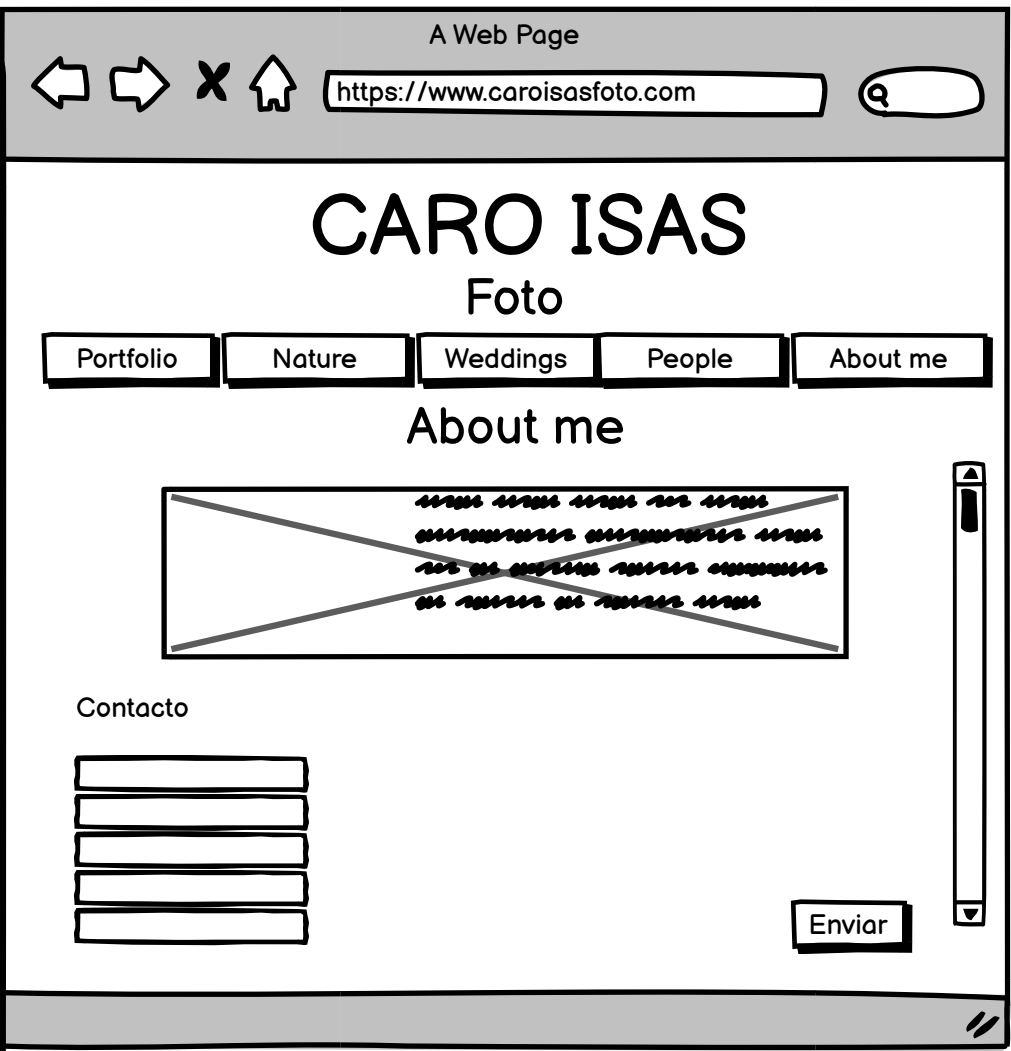 A Web Page
https://www.caroisasfoto.com
CARO ISAS
Foto
Portfolio
Nature
Weddings
People
About me
About me
Contacto
Enviar